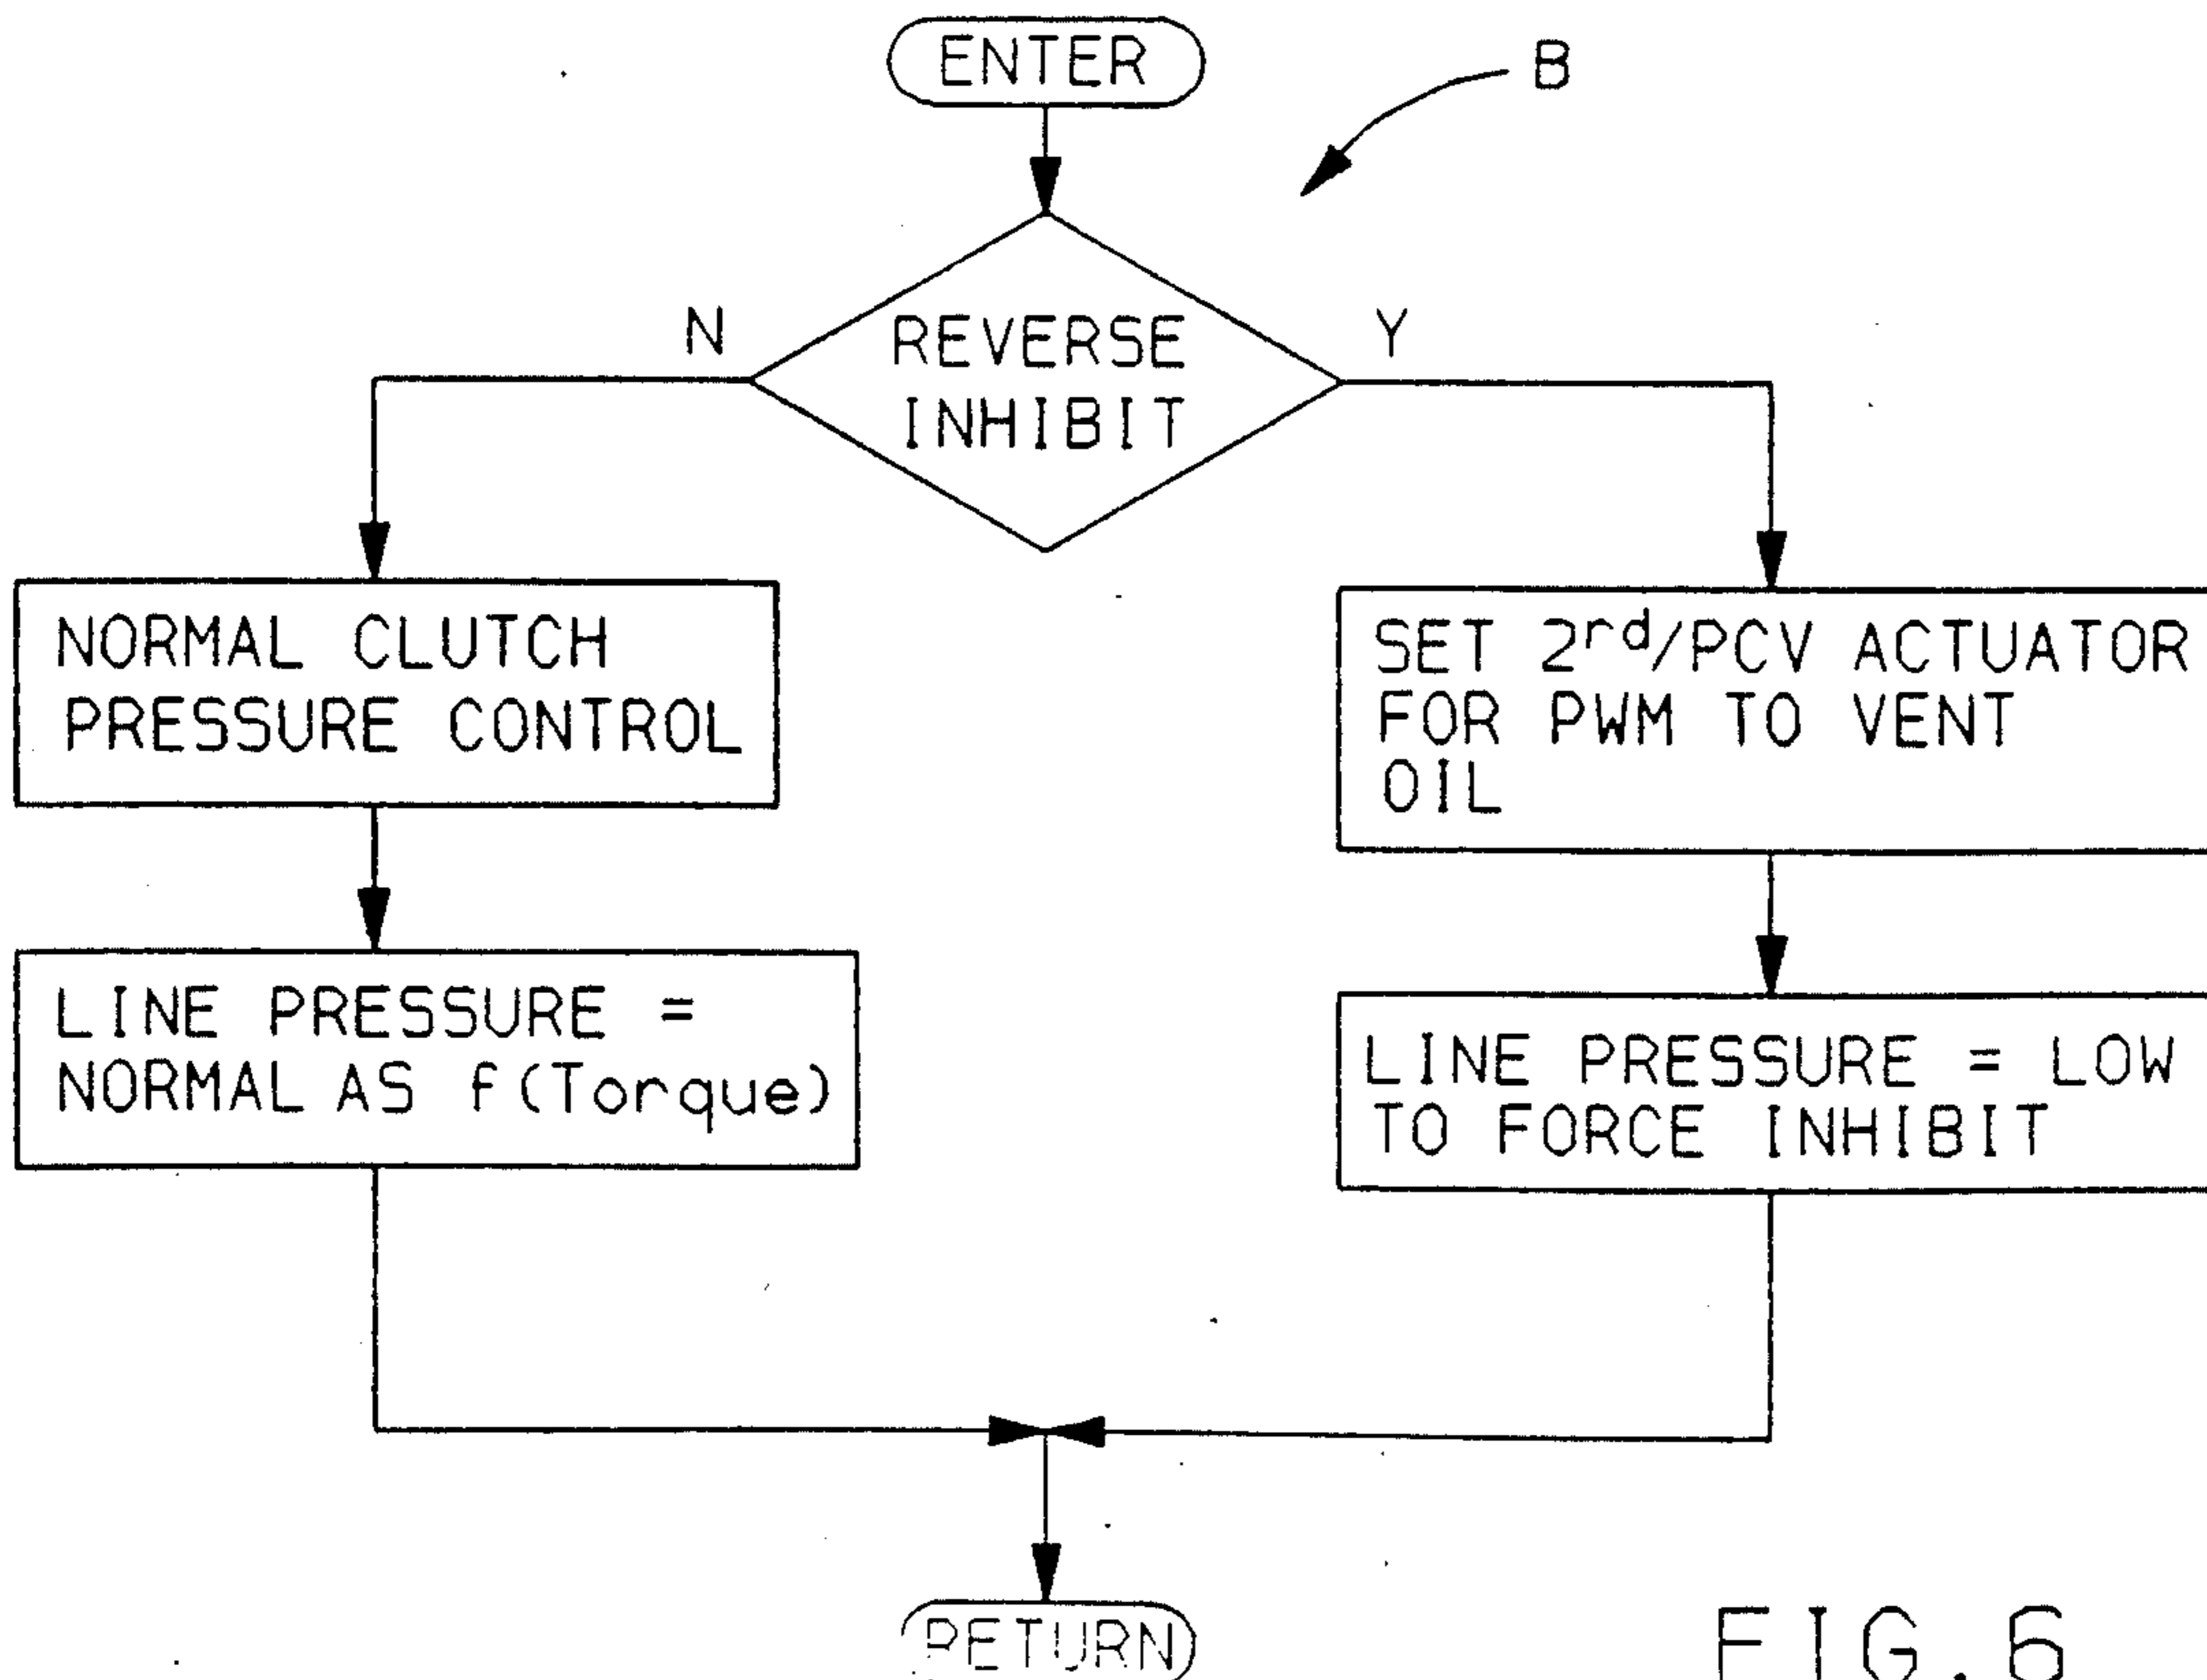 ENTER
B
REVERSE
INHIBIT
N
Y
NORMAL CLUTCH
PRESSURE CONTROL
SET 2rd/PCV ACTUATOR
FOR PWM TO VENT
OIL
LINE PRESSURE =
NORMAL AS f(Torque)
LINE PRESSURE = LOW
TO FORCE INHIBIT
RETURN
FIG.6